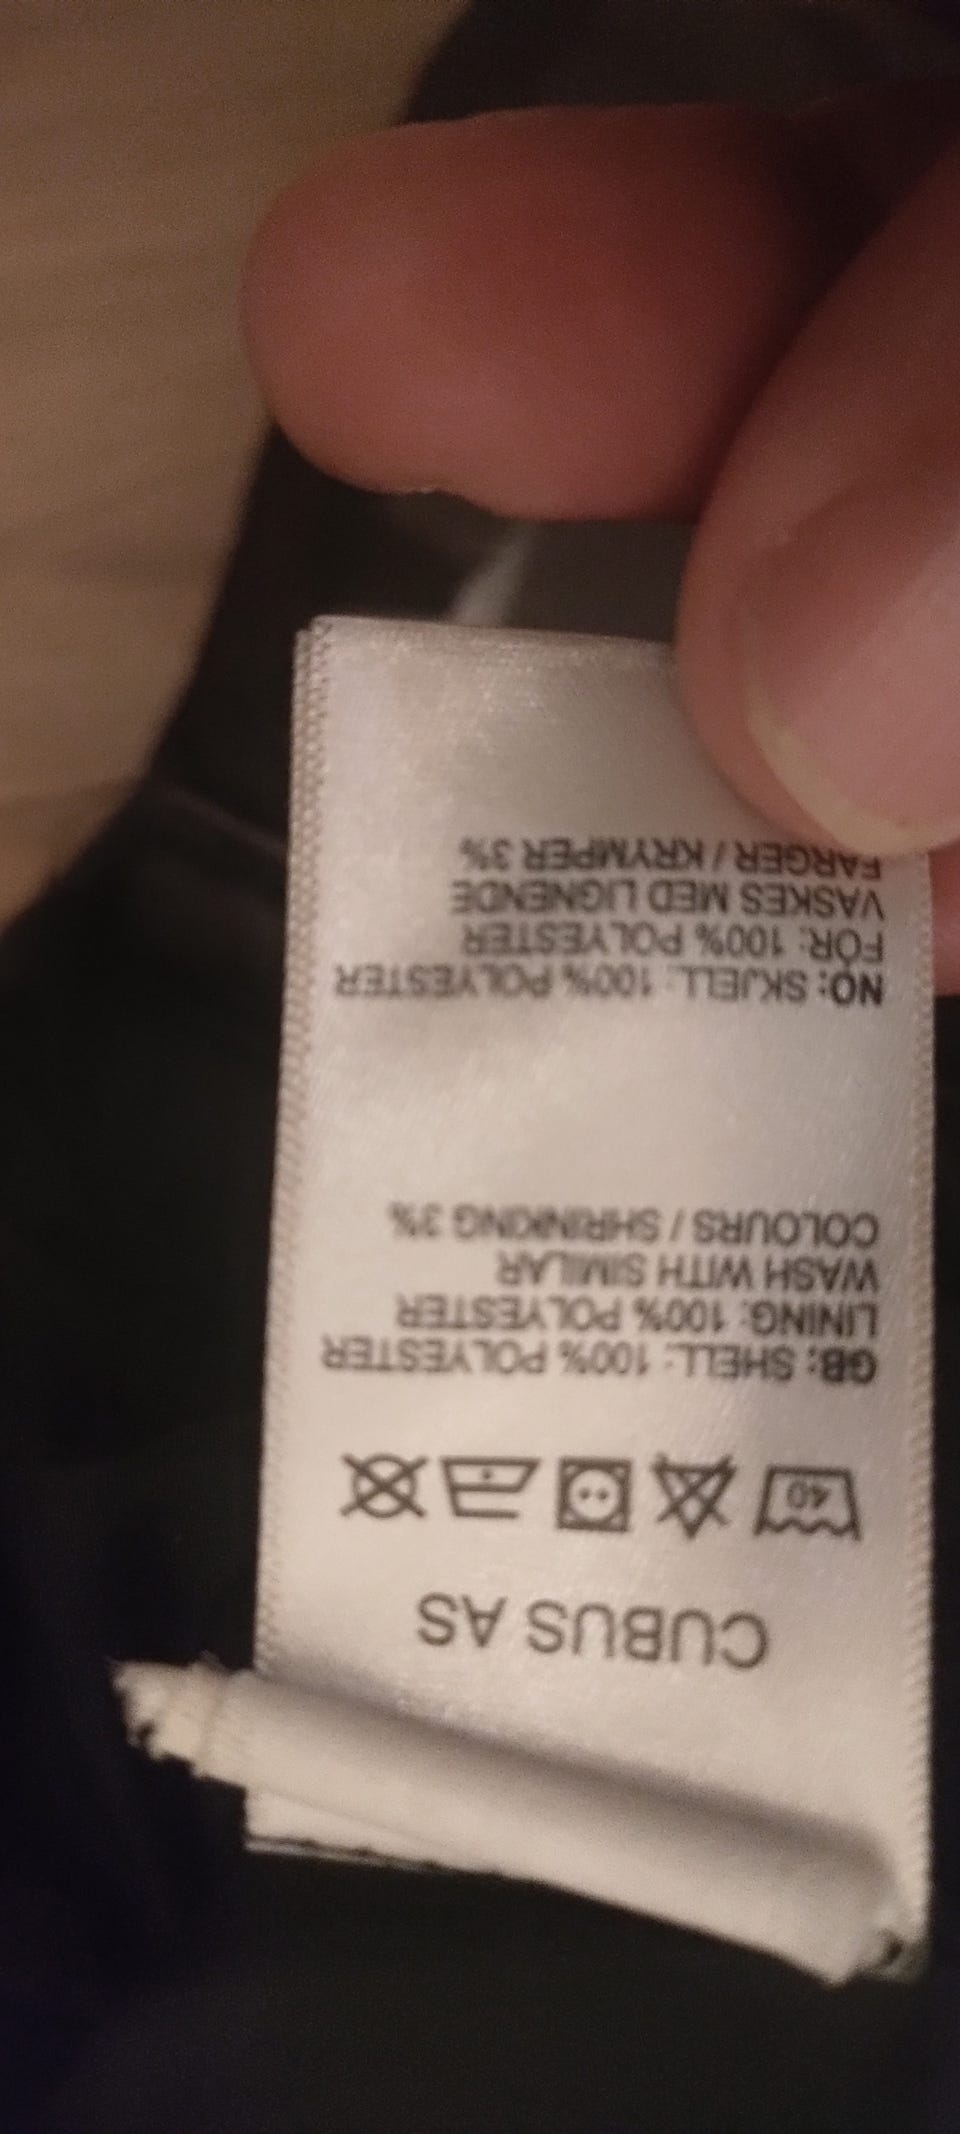 CUBUS AS
40
GB: SHELL: 100% POLYESTER
LINING: 100% POLYESTER
WASH WITH SIMILAR
COLOURS / SHRINKING 3%
NO: SKJELL: 100% POLYESTER
FÔR: 100% POLYESTER
VASKES MED LIGNENDE
FARGER / KRYMPER 3%